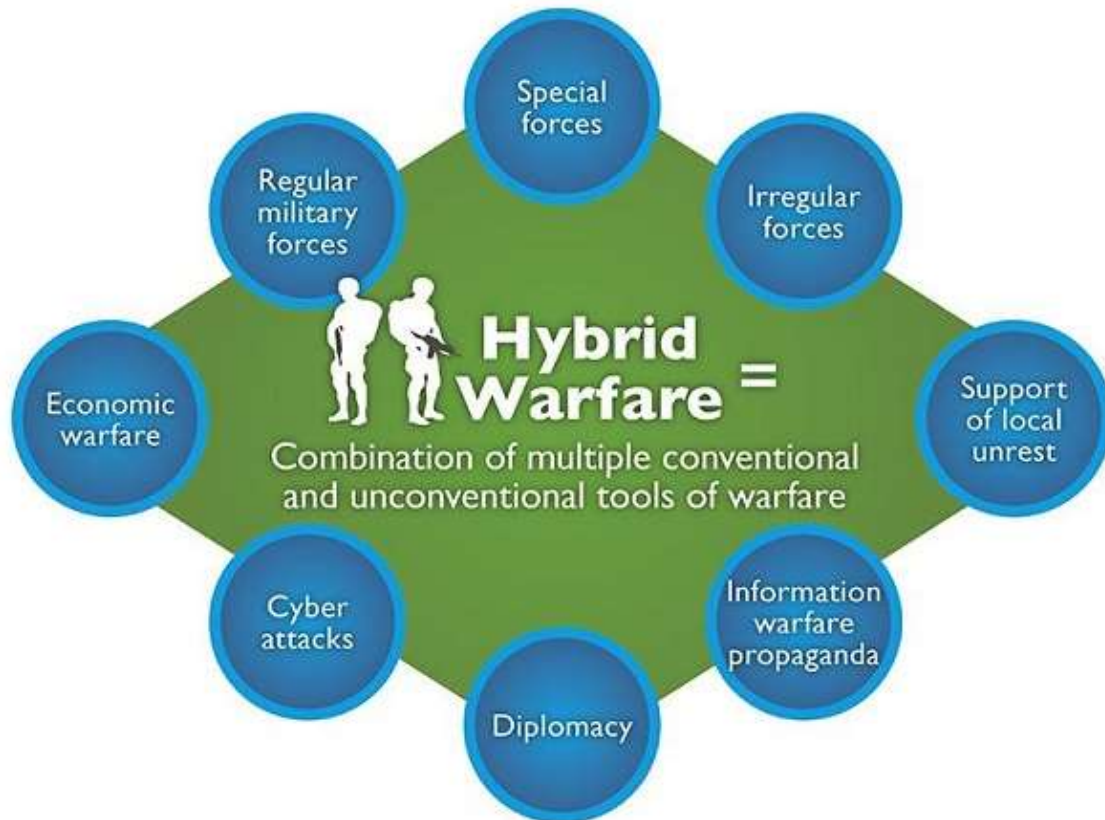 Special
forces
Regular
military
forces
Irregular
forces
Hybrid
Warfare =
Combination of multiple conventional
and unconventional tools of warfare
Economic
warfare
Support
of local
unrest
Cyber
attacks
Information
warfare
propaganda
Diplomacy